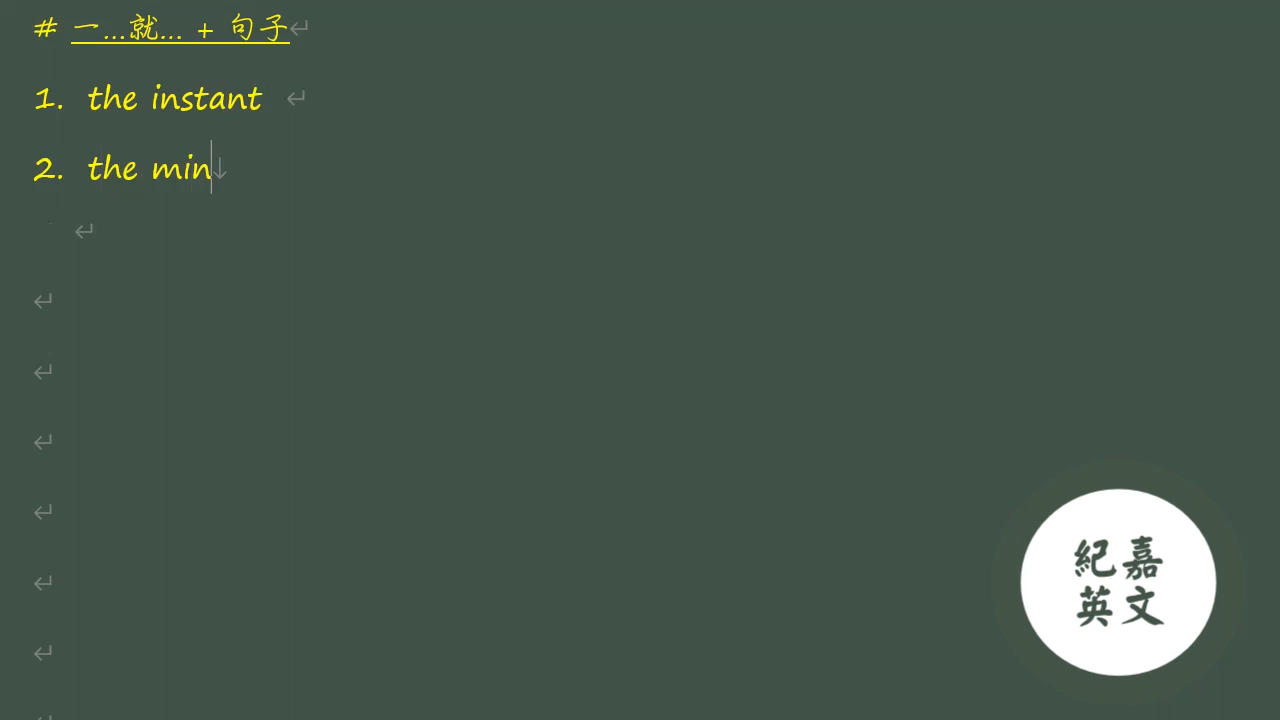 # 一...就... + 句子
1. the instant
2. the min
紀嘉
英文